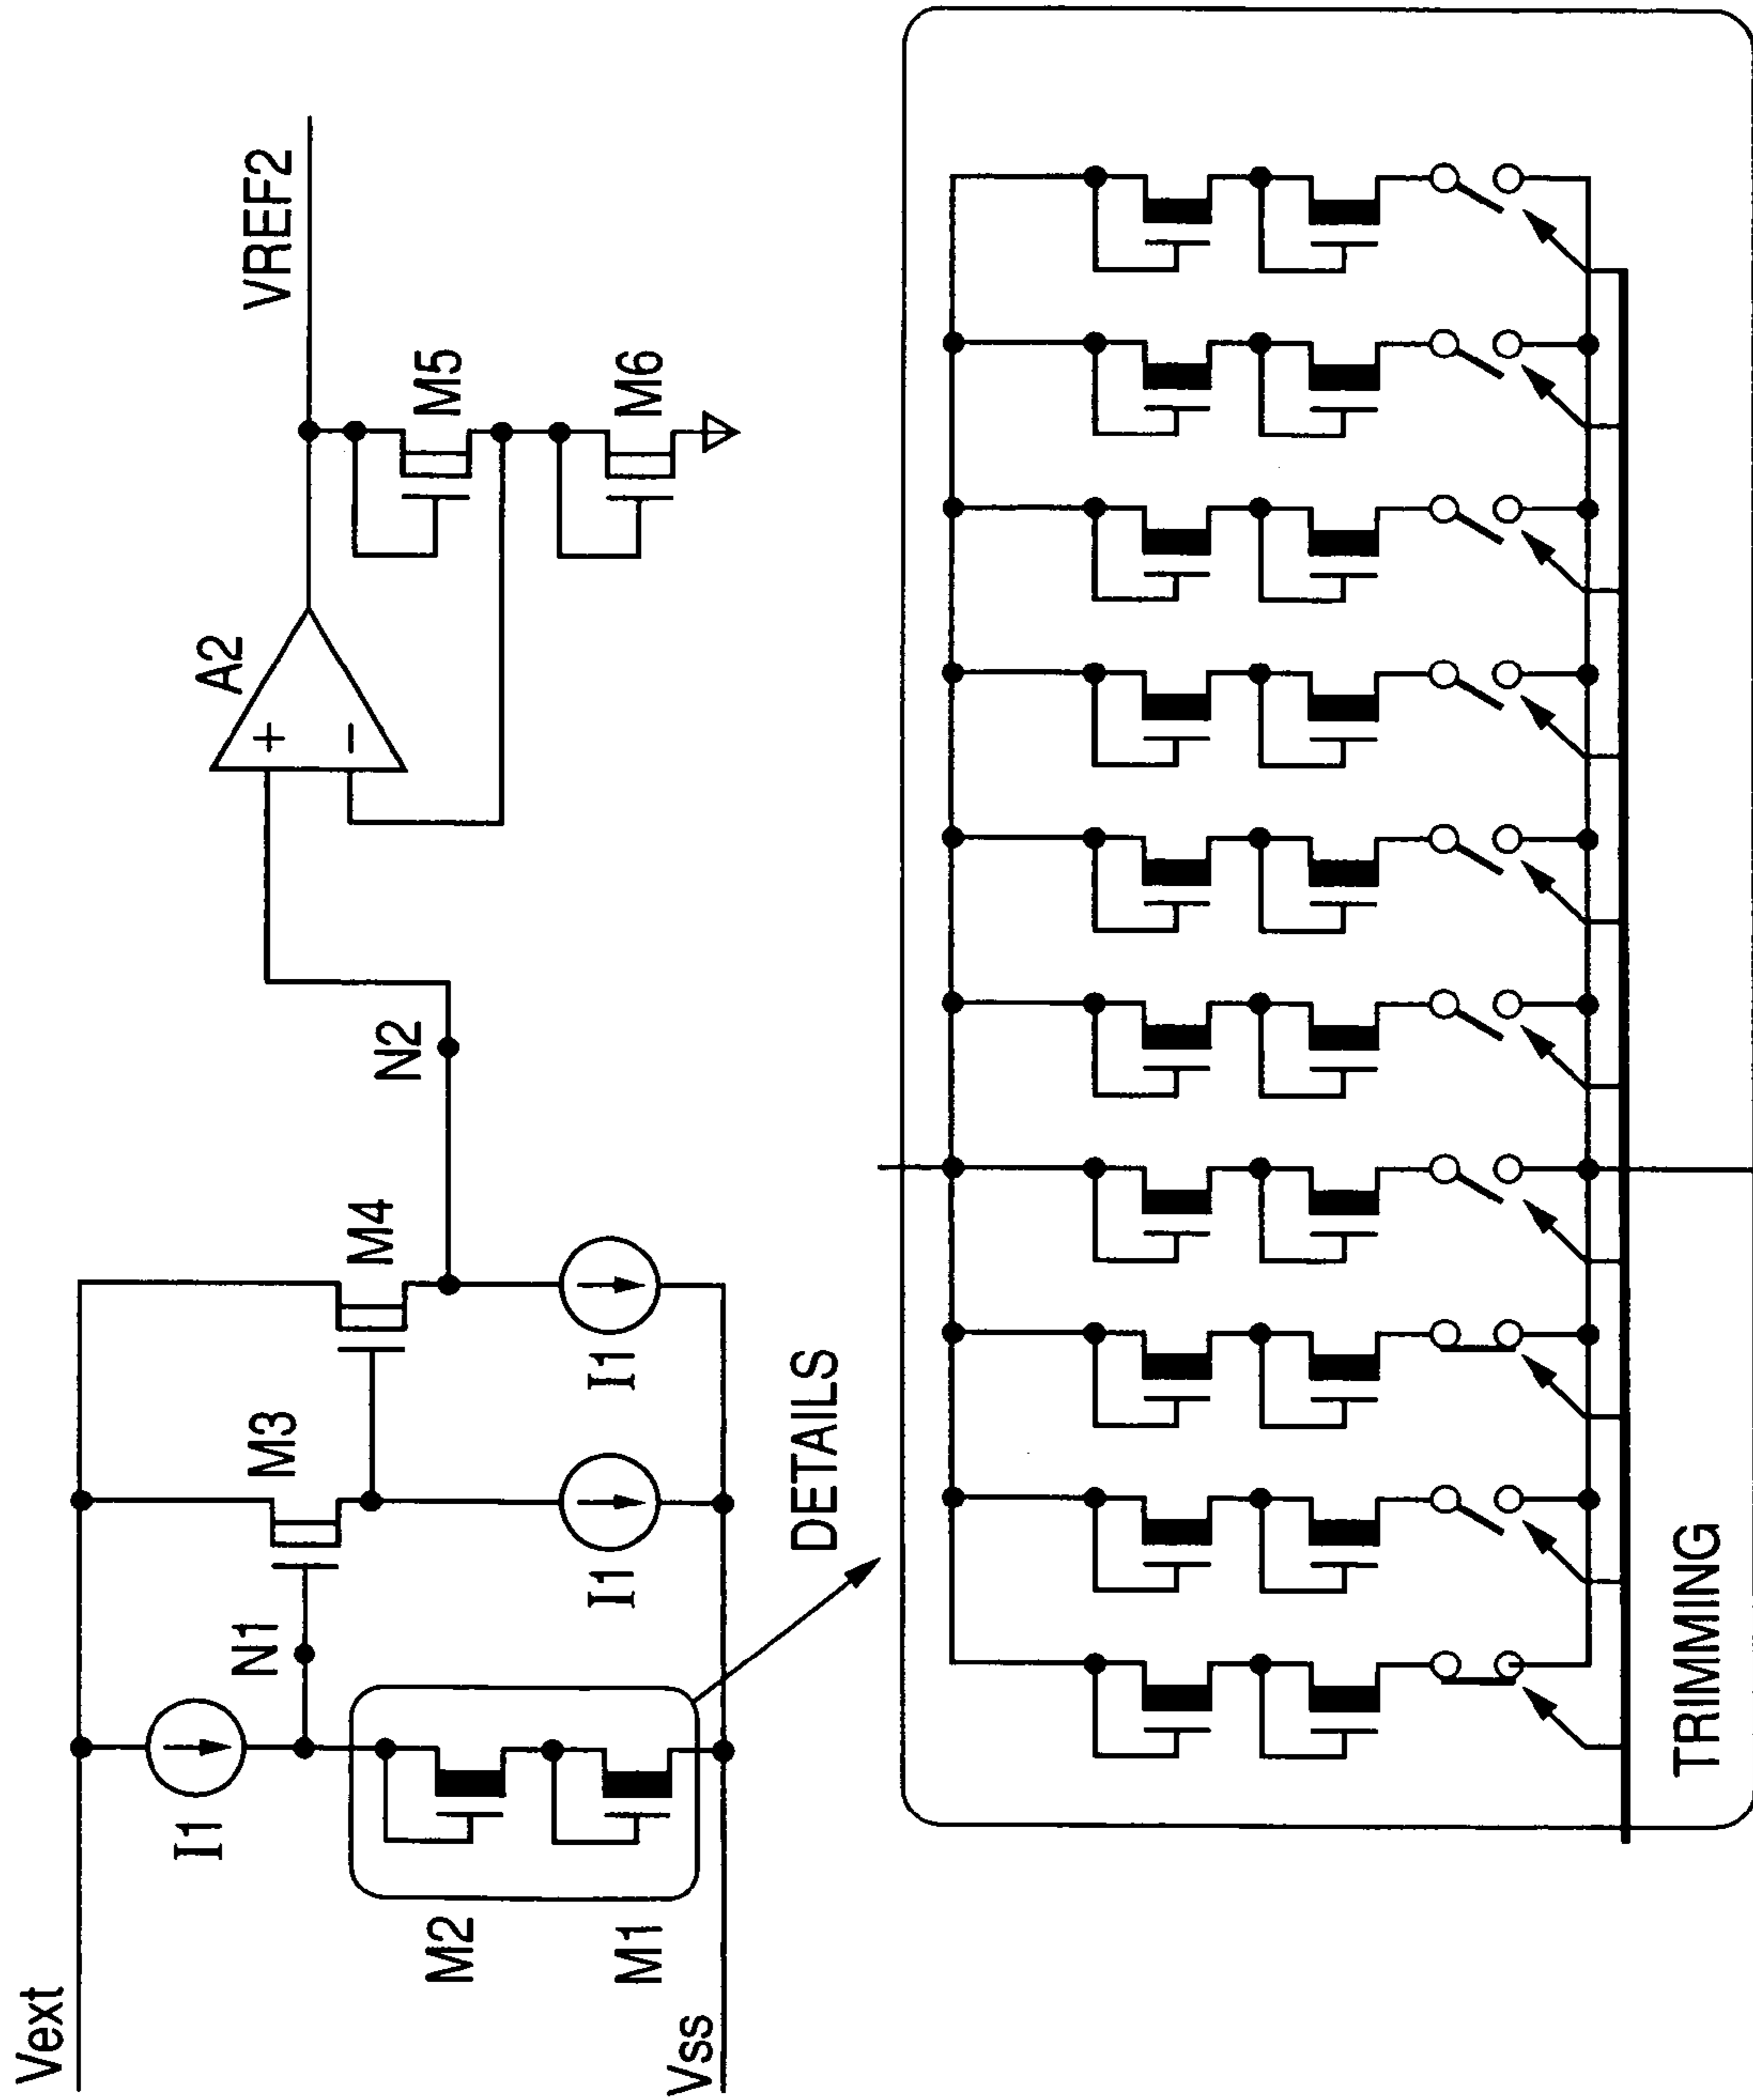 Vext
I1
N1
M3
M4
N2
A2
+
−
VREF2
M5
M6
M2
M1
I1
I1
Vss
DETAILS
TRIMMING